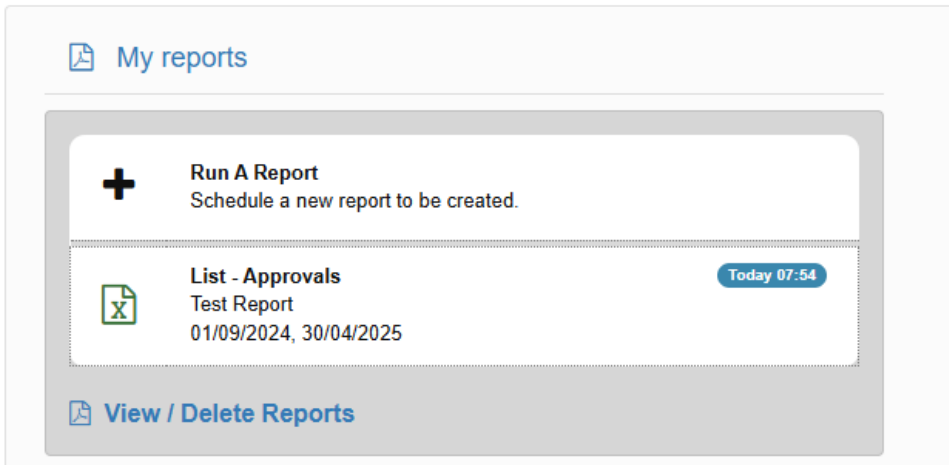 My reports
Run A Report
Schedule a new report to be created.
List - Approvals
Today 07:54
Test Report
01/09/2024, 30/04/2025
View / Delete Reports